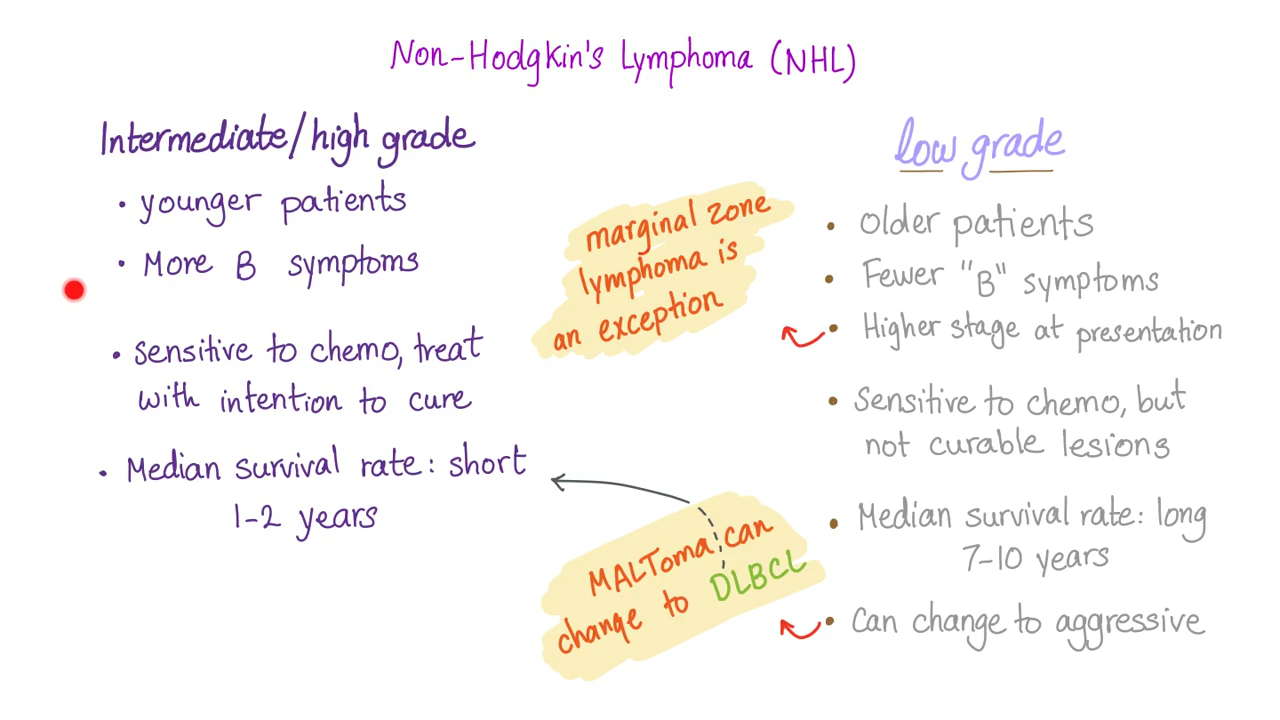 Non-Hodgkin's Lymphoma (NHL)
Intermediate/high grade
• younger patients
• More B symptoms
• Sensitive to chemo, treat
with intention to cure
• Median survival rate: short
1-2 years
marginal zone
lymphoma is
an exception
MALToma can
change to DLBCL
low grade
• older patients
• Fewer "B" symptoms
• Higher stage at presentation
• Sensitive to chemo, but
not curable lesions
• Median survival rate: long
7-10 years
• Can change to aggressive